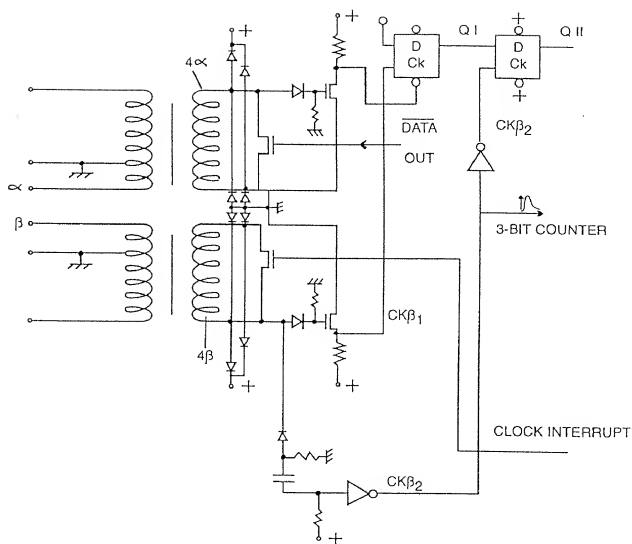 + + Q I + Q II
D Ck
D Ck
4α
+
DATA
OUT
CKβ2
α
β
3-BIT COUNTER
CKβ1
4β
+ +
CLOCK INTERRUPT
CKβ2
+